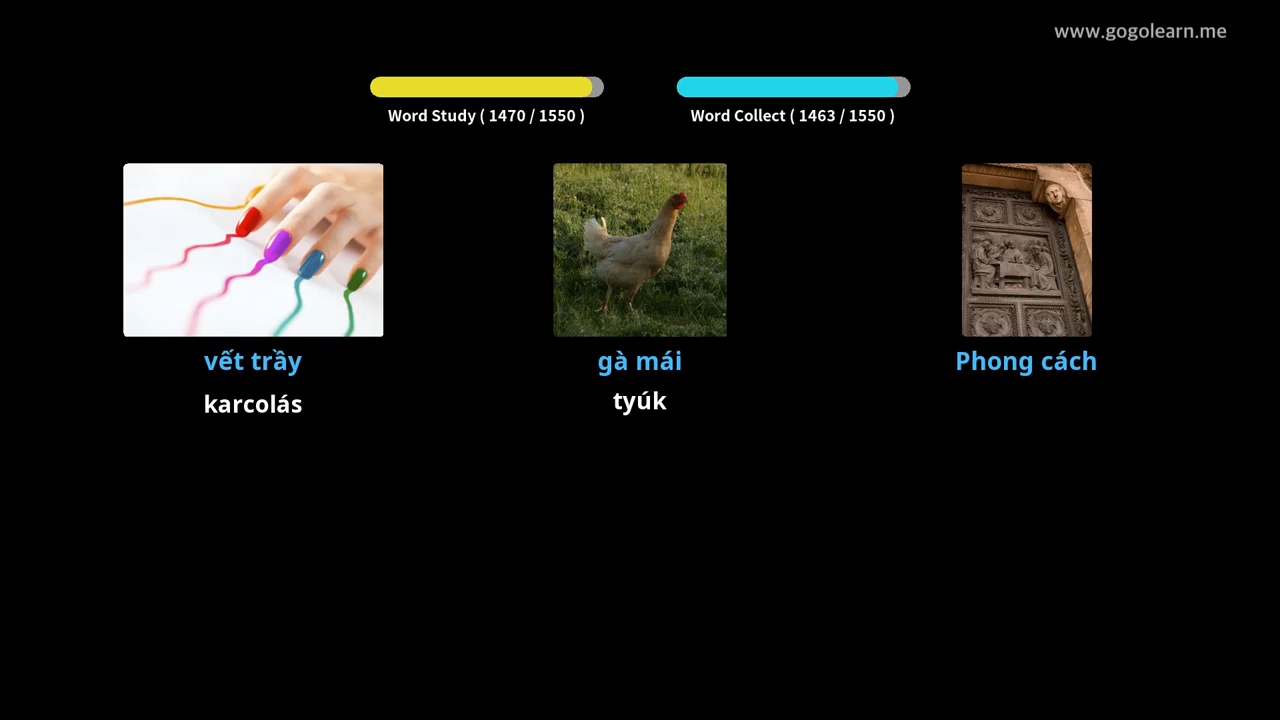 www.gogolearn.me
Word Study ( 1470 / 1550 )
Word Collect ( 1463 / 1550 )
vết trầy
gà mái
Phong cách
karcolás
tyúk